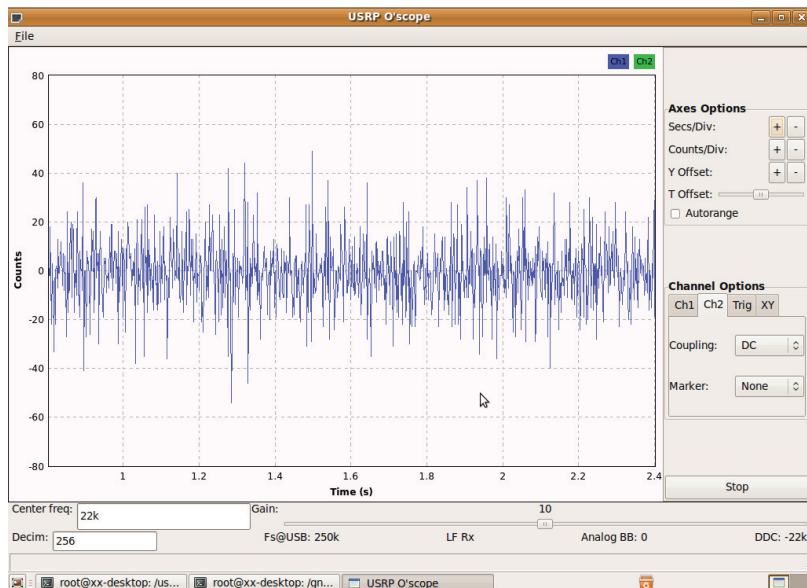 USRP O'scope
File
Ch1 Ch2
80
60
40
20
0
-20
-40
-60
-80
Counts
1 1.2 1.4 1.6 1.8 2 2.2 2.4
Time (s)
Axes Options
Secs/Div: + -
Counts/Div: + -
Y Offset: + -
T Offset:
Autorange
Channel Options
Ch1 Ch2 Trig XY
Coupling: DC
Marker: None
Stop
Center freq: 22k Gain: 10
Decim: 256 Fs@USB: 250k LF Rx Analog BB: 0 DDC: -22k
root@xx-desktop: /us... root@xx-desktop: /gn... USRP O'scope